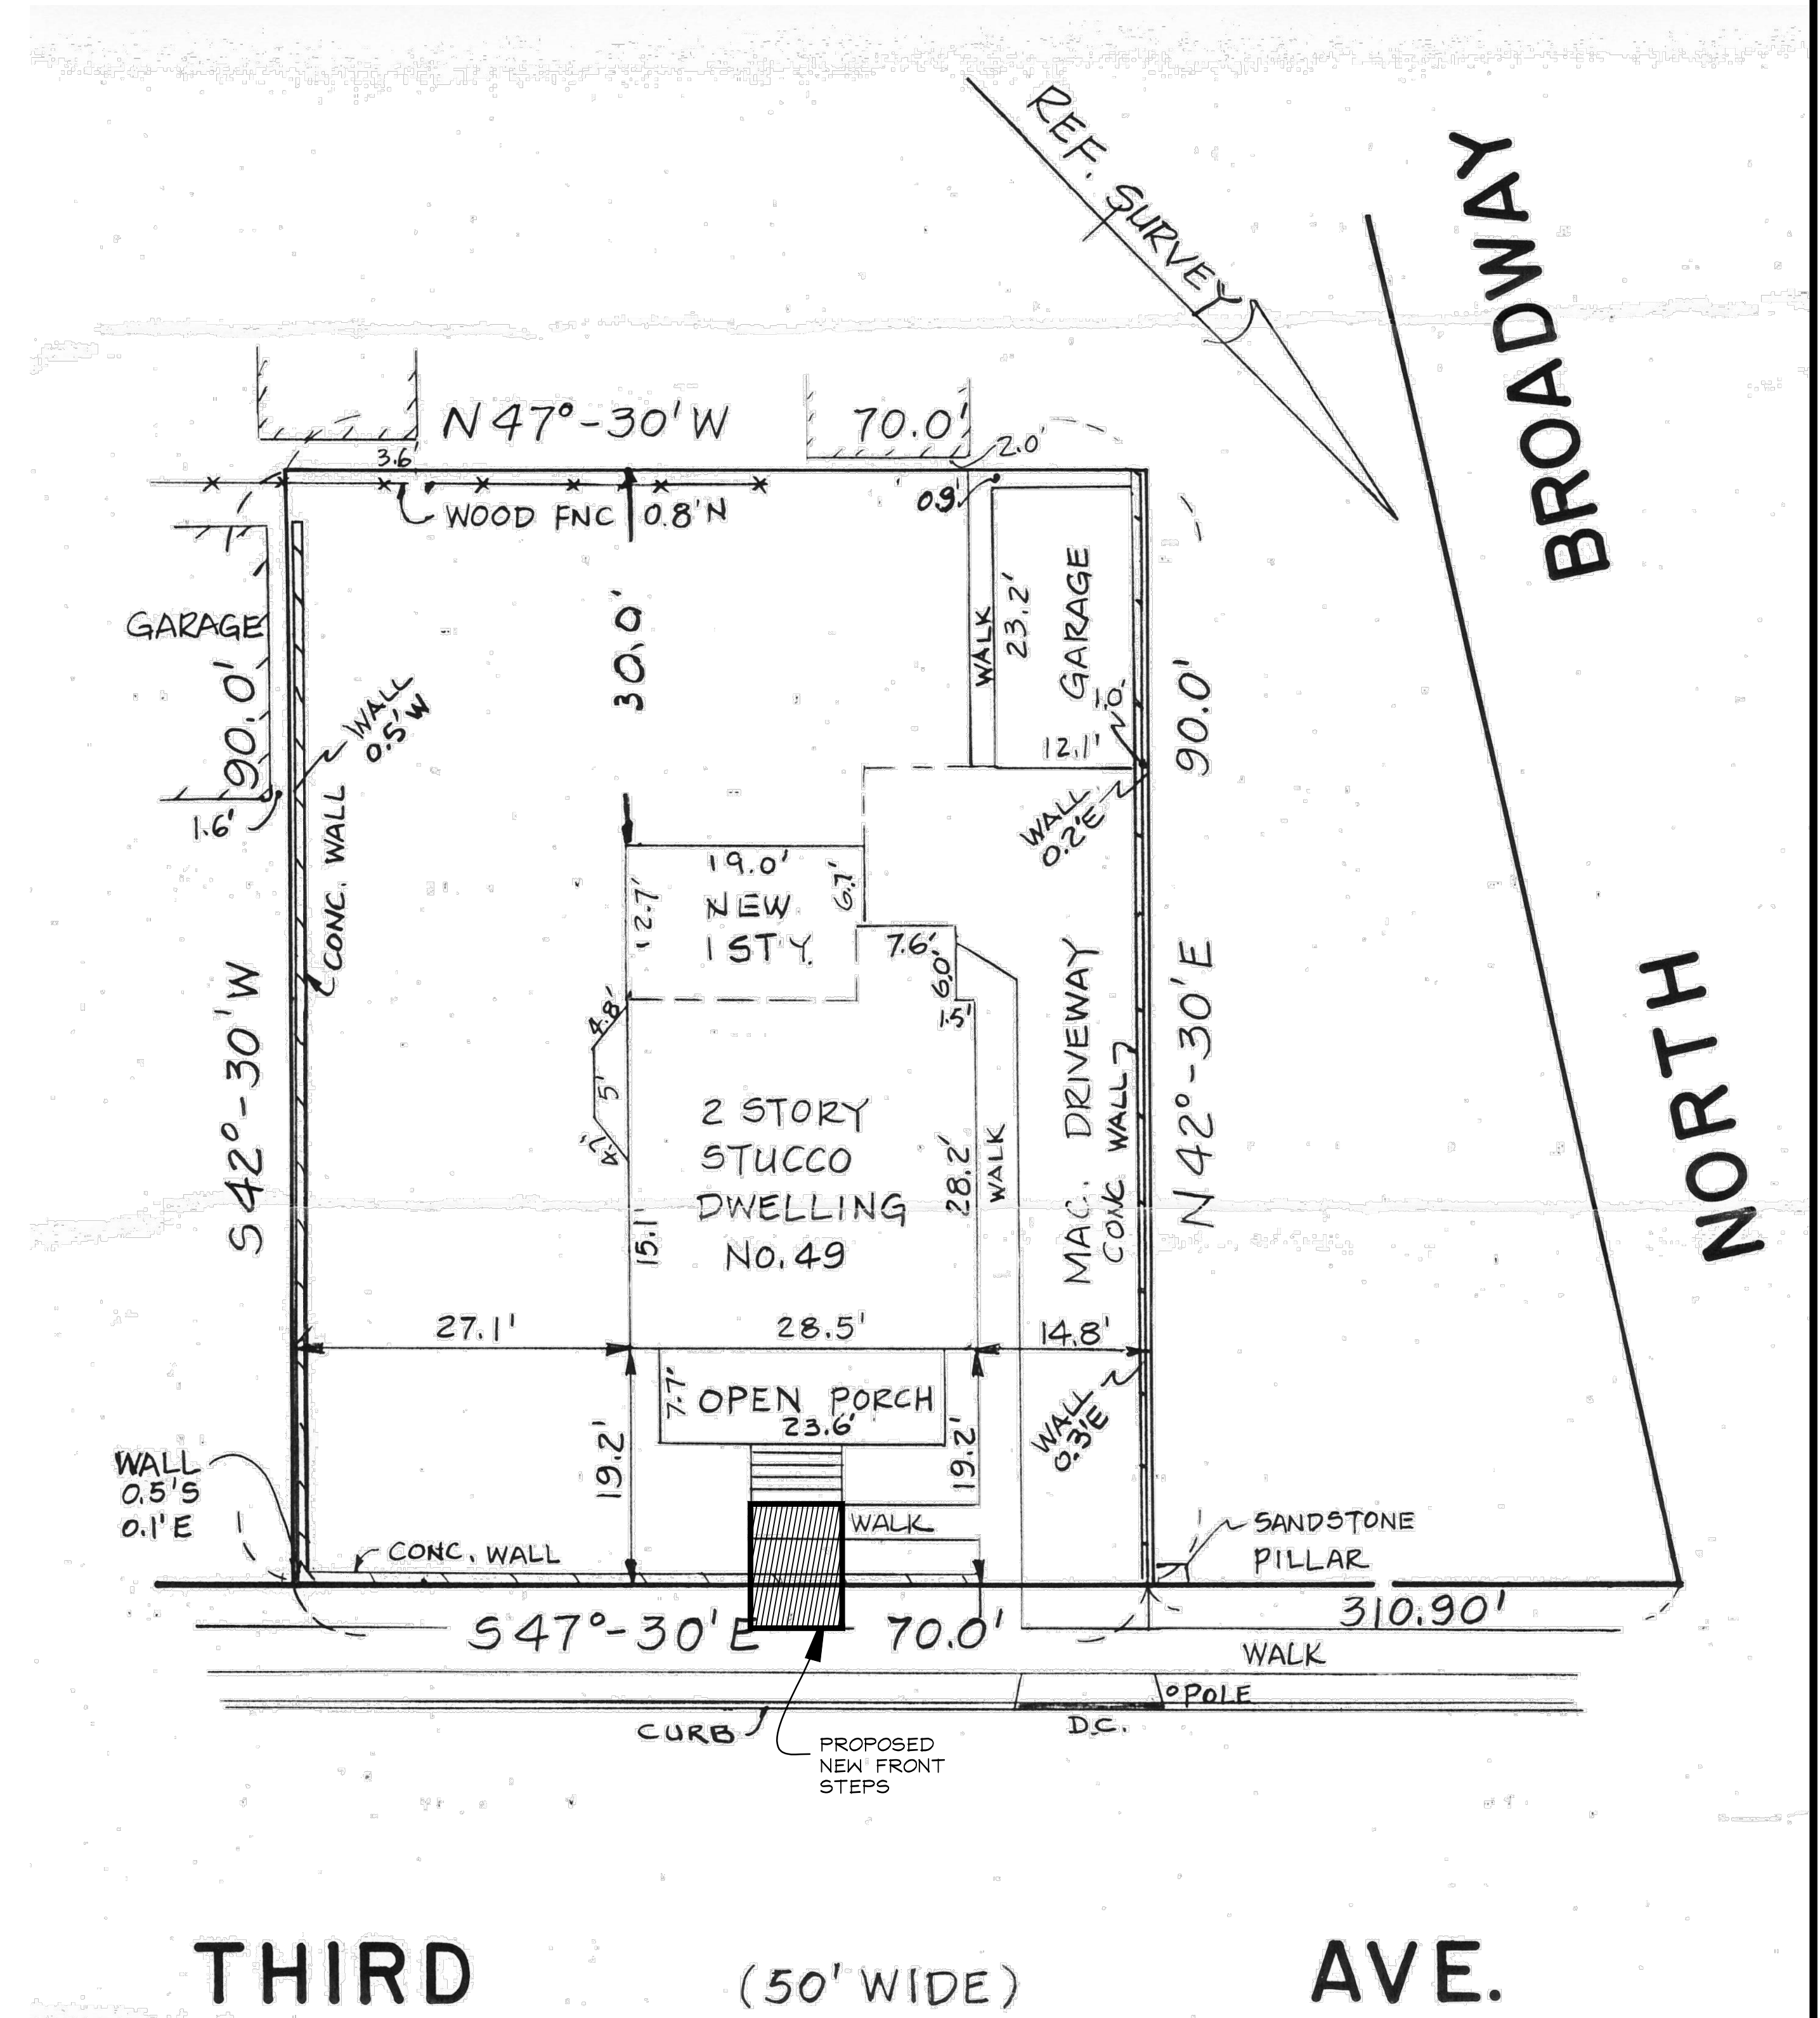 REF. SURVEY
BROADWAY
NORTH
N 47°-30' W
70.0'
2.0'
3.6
WOOD FNC
0.8' N
0.9'
GARAGE
90.0'
WALL
0.5' W
1.6'
CONC. WALL
S 42°-30' W
30.0'
WALK
23.2'
GARAGE
12.1'
WALL
0.2' E
90.0'
N 42°-30' E
19.0'
NEW
1 STY.
12.7'
6.7'
7.6'
6.0'
1.5'
4.8'
5'
4.7'
2 STORY
STUCCO
DWELLING
No. 49
15.1'
28.2'
WALK
MAC. DRIVEWAY
CONC. WALL
27.1'
28.5'
14.8'
7.7'
OPEN PORCH
23.6'
19.2'
19.2'
WALL
0.3' E
WALL
0.5' S
0.1' E
CONC. WALL
WALK
SANDSTONE
PILLAR
S 47°-30' E
70.0'
310.90'
WALK
POLE
CURB
D.C.
PROPOSED
NEW FRONT
STEPS
THIRD (50' WIDE) AVE.